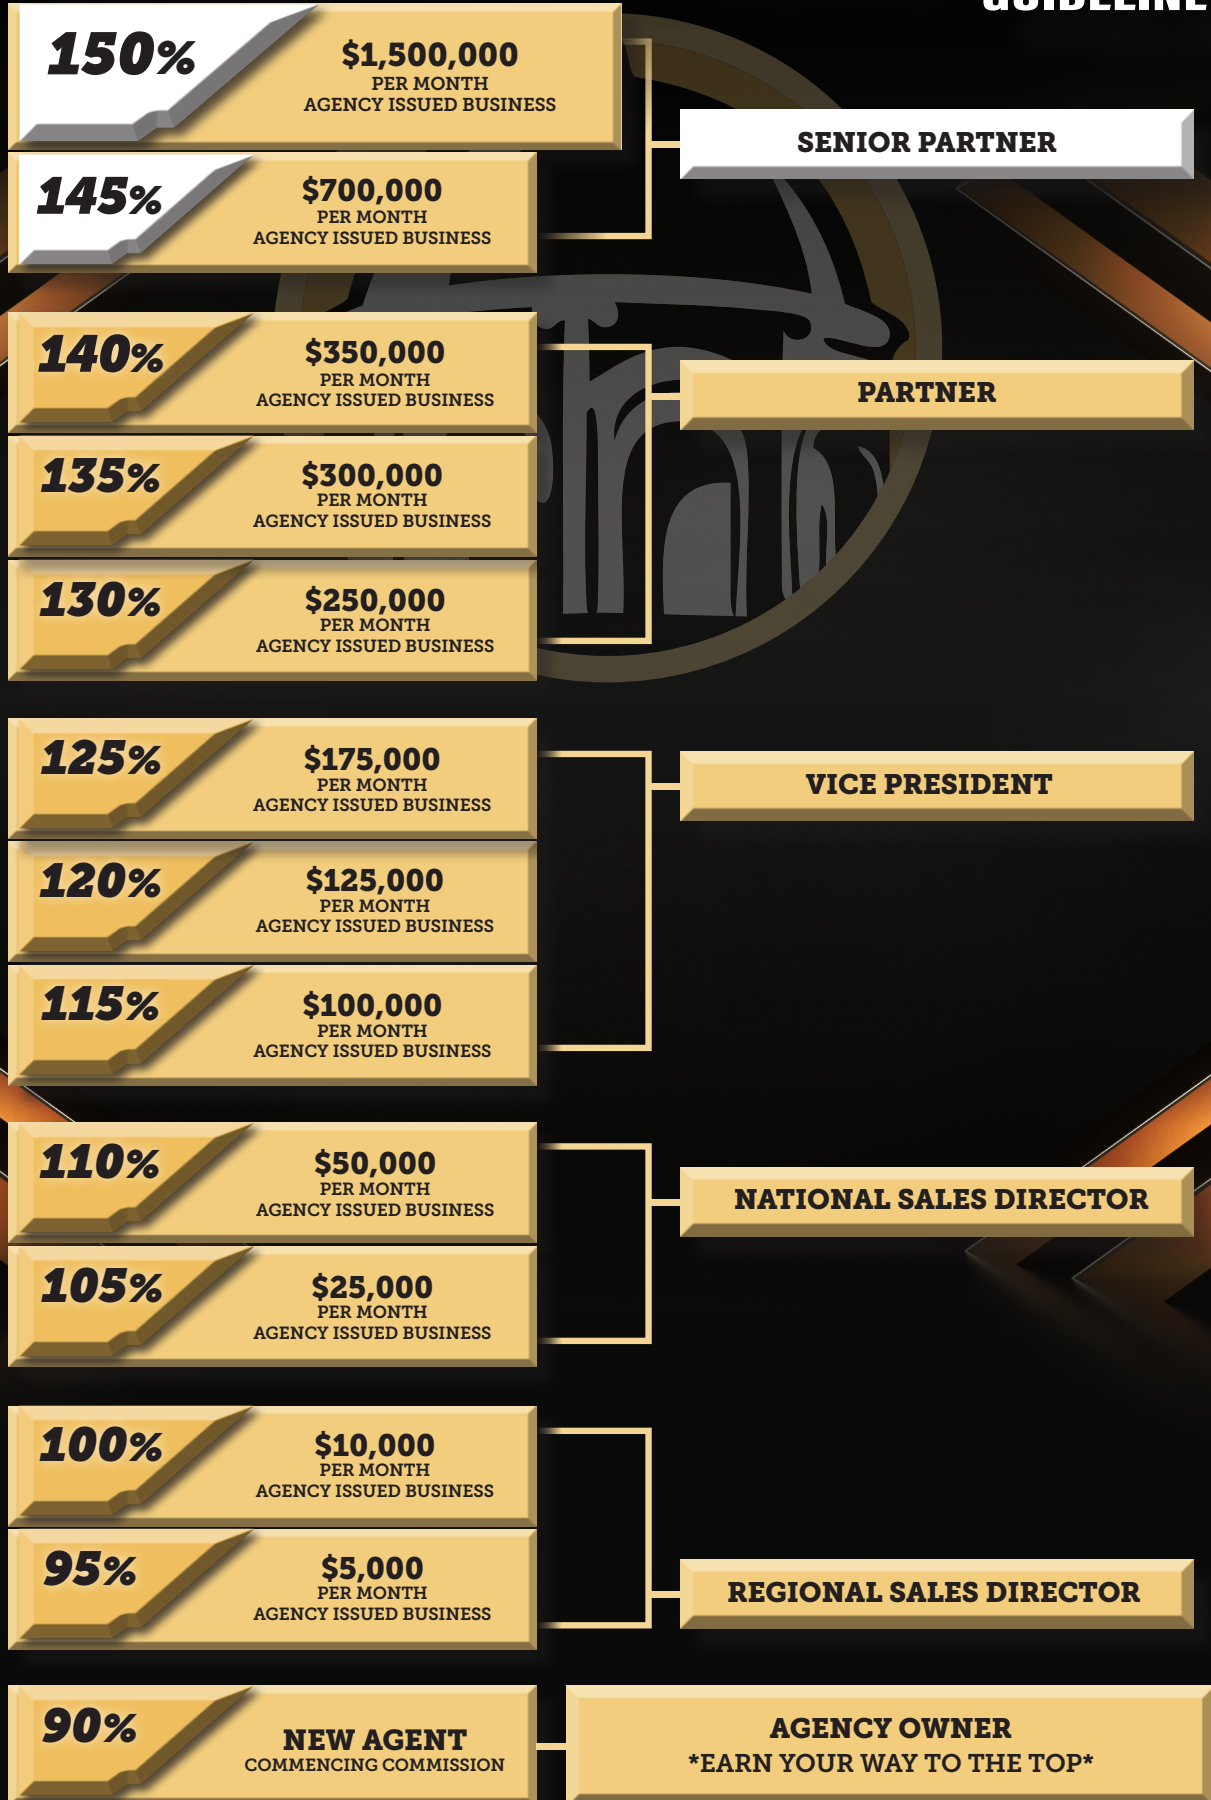 GUIDELINE
150%
$1,500,000
PER MONTH
AGENCY ISSUED BUSINESS
145%
$700,000
PER MONTH
AGENCY ISSUED BUSINESS
SENIOR PARTNER
140%
$350,000
PER MONTH
AGENCY ISSUED BUSINESS
135%
$300,000
PER MONTH
AGENCY ISSUED BUSINESS
130%
$250,000
PER MONTH
AGENCY ISSUED BUSINESS
PARTNER
125%
$175,000
PER MONTH
AGENCY ISSUED BUSINESS
120%
$125,000
PER MONTH
AGENCY ISSUED BUSINESS
115%
$100,000
PER MONTH
AGENCY ISSUED BUSINESS
VICE PRESIDENT
110%
$50,000
PER MONTH
AGENCY ISSUED BUSINESS
105%
$25,000
PER MONTH
AGENCY ISSUED BUSINESS
NATIONAL SALES DIRECTOR
100%
$10,000
PER MONTH
AGENCY ISSUED BUSINESS
95%
$5,000
PER MONTH
AGENCY ISSUED BUSINESS
REGIONAL SALES DIRECTOR
90%
NEW AGENT
COMMENCING COMMISSION
AGENCY OWNER
*EARN YOUR WAY TO THE TOP*